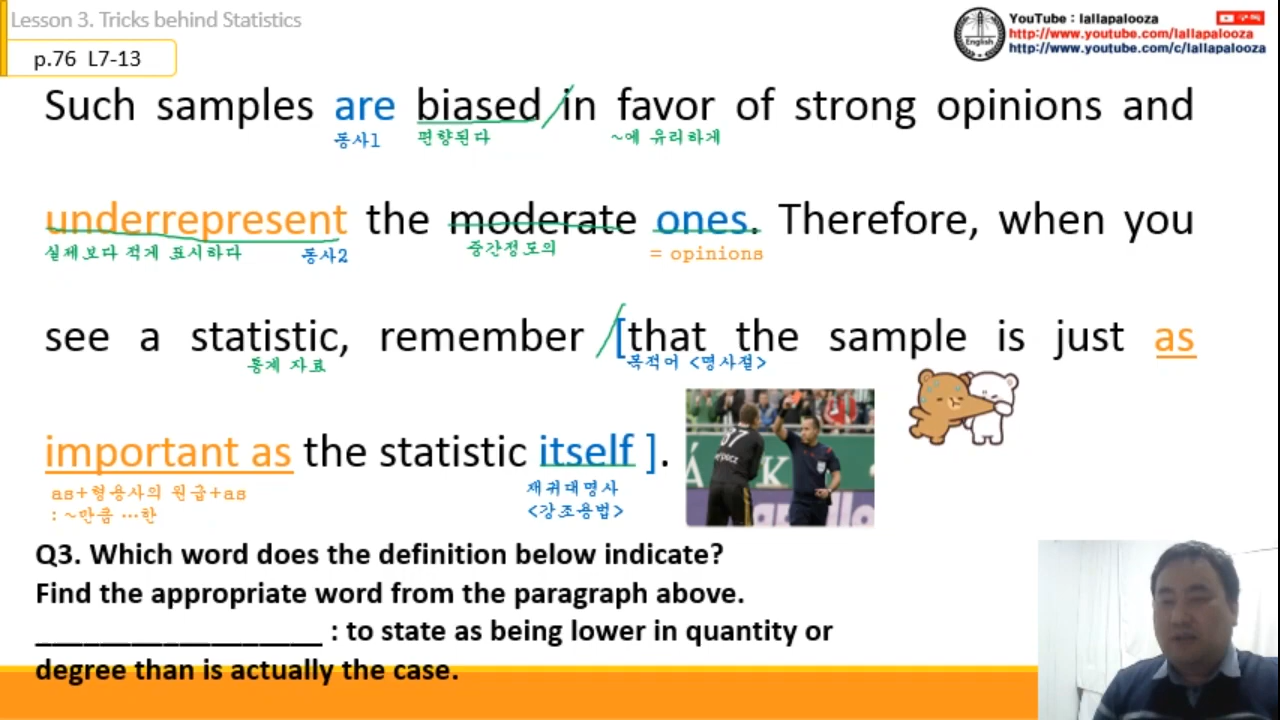 Lesson 3. Tricks behind Statistics
YouTube : lallapalooza 구독
http://www.youtube.com/lallapalooza
http://www.youtube.com/c/lallapalooza
English
p.76 L7-13
Such samples are biased in favor of strong opinions and
동사1 편향된다 ~에 유리하게
underrepresent the moderate ones. Therefore, when you
실제보다 적게 표시하다 동사2 중간정도의 = opinions
see a statistic, remember [that the sample is just as
통계 자료 목적어 <명사절>
important as the statistic itself ].
as+형용사의 원급+as 재귀대명사
: ~만큼 …한 <강조용법>
Q3. Which word does the definition below indicate?
Find the appropriate word from the paragraph above.
____________________ : to state as being lower in quantity or
degree than is actually the case.